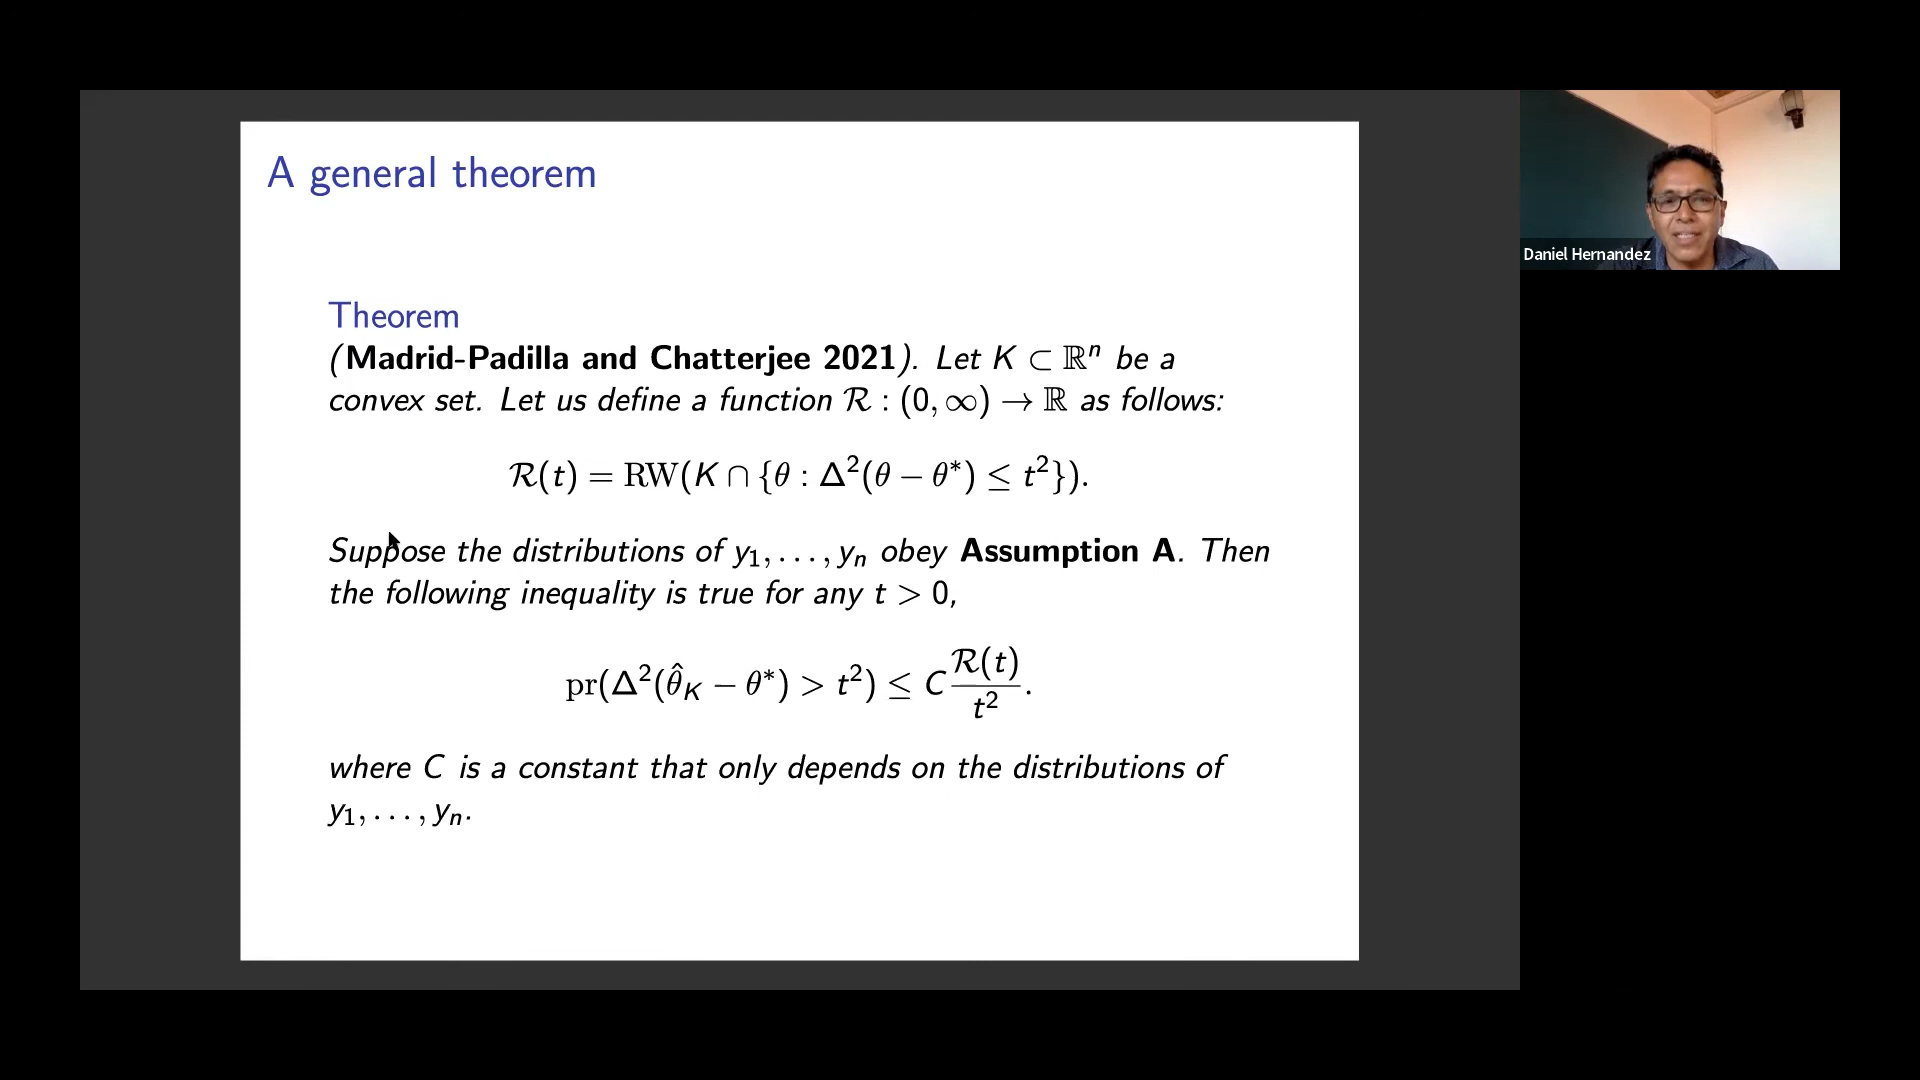 A general theorem
Theorem
(Madrid-Padilla and Chatterjee 2021). Let K ⊂ ℝⁿ be a
convex set. Let us define a function ℛ : (0, ∞) → ℝ as follows:
ℛ(t) = RW(K ∩ {θ : Δ²(θ − θ*) ≤ t²}).
Suppose the distributions of y₁, . . . , yₙ obey Assumption A. Then
the following inequality is true for any t > 0,
pr(Δ²(θ̂_K − θ*) > t²) ≤ C ℛ(t)/t².
where C is a constant that only depends on the distributions of
y₁, . . . , yₙ.
Daniel Hernandez